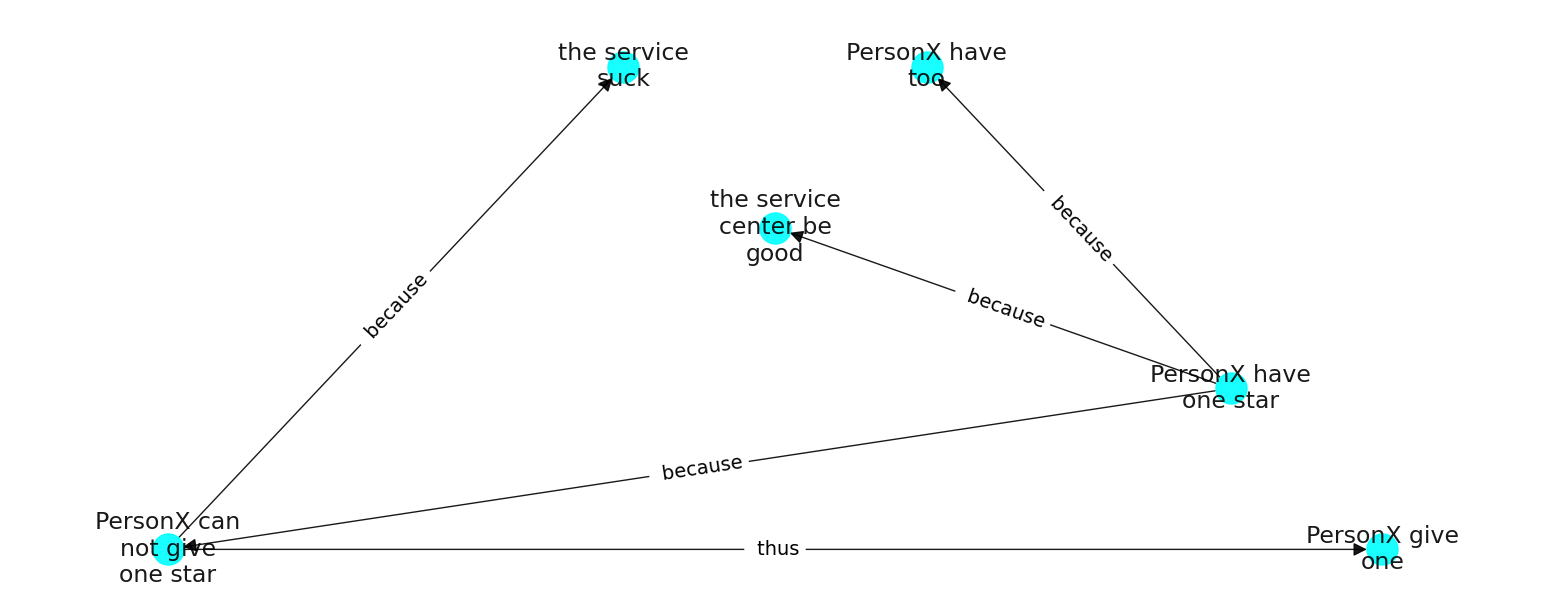 the service
suck
PersonX have
too
the service
center be
good
because
because
because
PersonX have
one star
because
PersonX can
not give
one star
thus
PersonX give
one